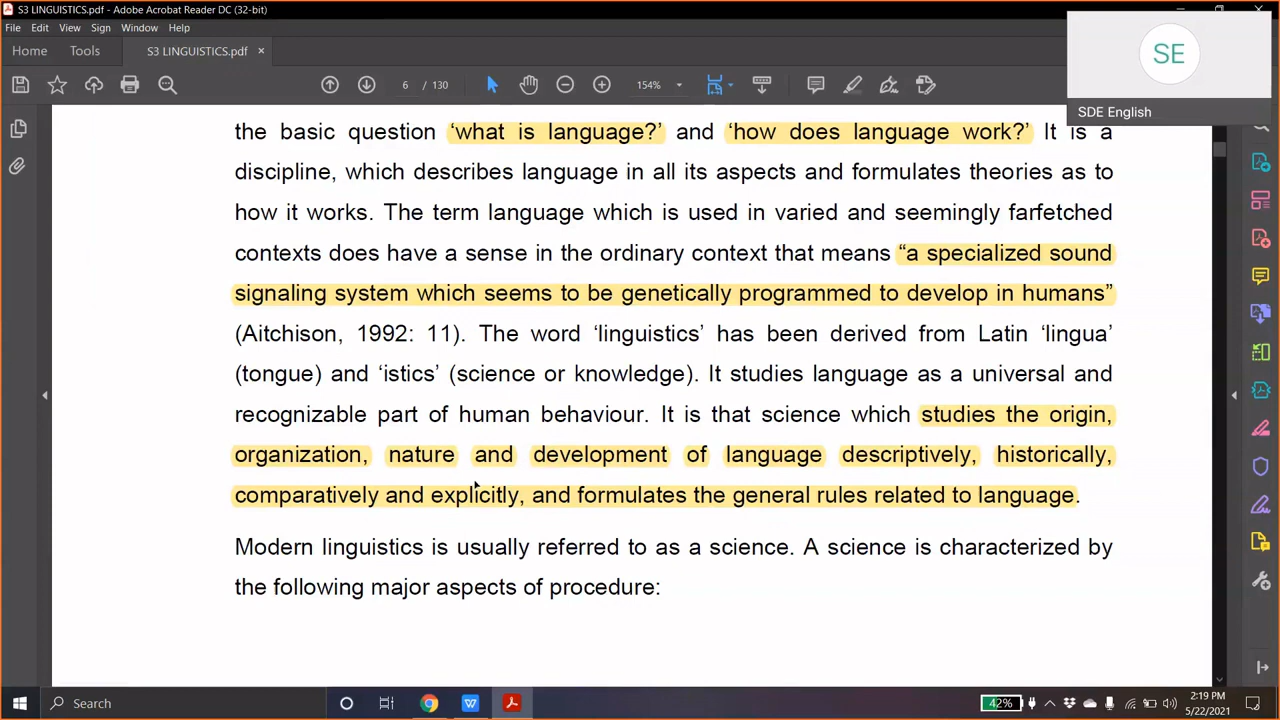 S3 LINGUISTICS.pdf - Adobe Acrobat Reader DC (32-bit)
File Edit View Sign Window Help
Home Tools S3 LINGUISTICS.pdf ×
6 / 130 154%
SE
SDE English
the basic question ‘what is language?’ and ‘how does language work?’ It is a
discipline, which describes language in all its aspects and formulates theories as to
how it works. The term language which is used in varied and seemingly farfetched
contexts does have a sense in the ordinary context that means “a specialized sound
signaling system which seems to be genetically programmed to develop in humans”
(Aitchison, 1992: 11). The word ‘linguistics’ has been derived from Latin ‘lingua’
(tongue) and ‘istics’ (science or knowledge). It studies language as a universal and
recognizable part of human behaviour. It is that science which studies the origin,
organization, nature and development of language descriptively, historically,
comparatively and explicitly, and formulates the general rules related to language.
Modern linguistics is usually referred to as a science. A science is characterized by
the following major aspects of procedure:
Search
42%
2:19 PM
5/22/2021